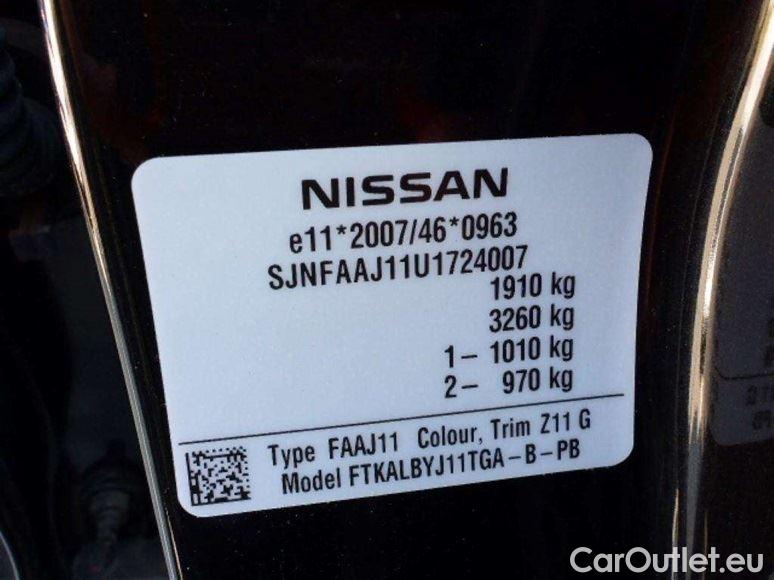 NISSAN
e11*2007/46*0963
SJNFAAJ11U1724007
1910 kg
3260 kg
1- 1010 kg
2- 970 kg
Type FAAJ11 Colour, Trim Z11 G
Model FTKALBYJ11TGA-B-PB
CarOutlet.eu